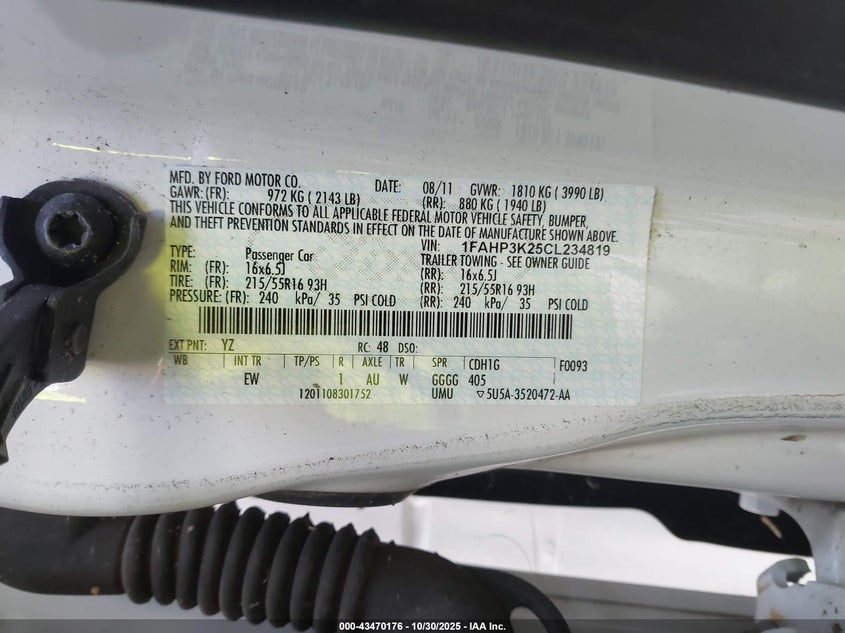 MFD. BY FORD MOTOR CO. DATE: 08/11 GVWR: 1810 KG ( 3990 LB)
GAWR: (FR): 972 KG ( 2143 LB) (RR): 880 KG ( 1940 LB)
THIS VEHICLE CONFORMS TO ALL APPLICABLE FEDERAL MOTOR VEHICLE SAFETY, BUMPER,
AND THEFT PREVENTION STANDARDS IN EFFECT ON THE DATE OF MANUFACTURE SHOWN ABOVE.
VIN: 1FAHP3K25CL234819
TYPE: Passenger Car TRAILER TOWING - SEE OWNER GUIDE
RIM: (FR): 16x6.5J (RR): 16x6.5J
TIRE: (FR): 215/55R16 93H (RR): 215/55R16 93H
PRESSURE: (FR): 240 kPa/ 35 PSI COLD (RR): 240 kPa/ 35 PSI COLD
EXT PNT: YZ RC: 48 DSO:
WB INT TR TP/PS R AXLE TR SPR CDH1G F0093
EW 1 AU W GGGG 405
1201108301752 UMU ▽5U5A-3520472-AA
000-43470176 | 10/30/2025 - IAA Inc.